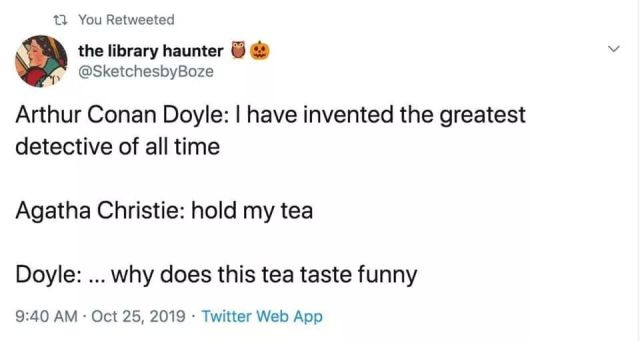 You Retweeted
the library haunter 🦉🎃
@SketchesbyBoze
Arthur Conan Doyle: I have invented the greatest
detective of all time
Agatha Christie: hold my tea
Doyle: ... why does this tea taste funny
9:40 AM · Oct 25, 2019 · Twitter Web App